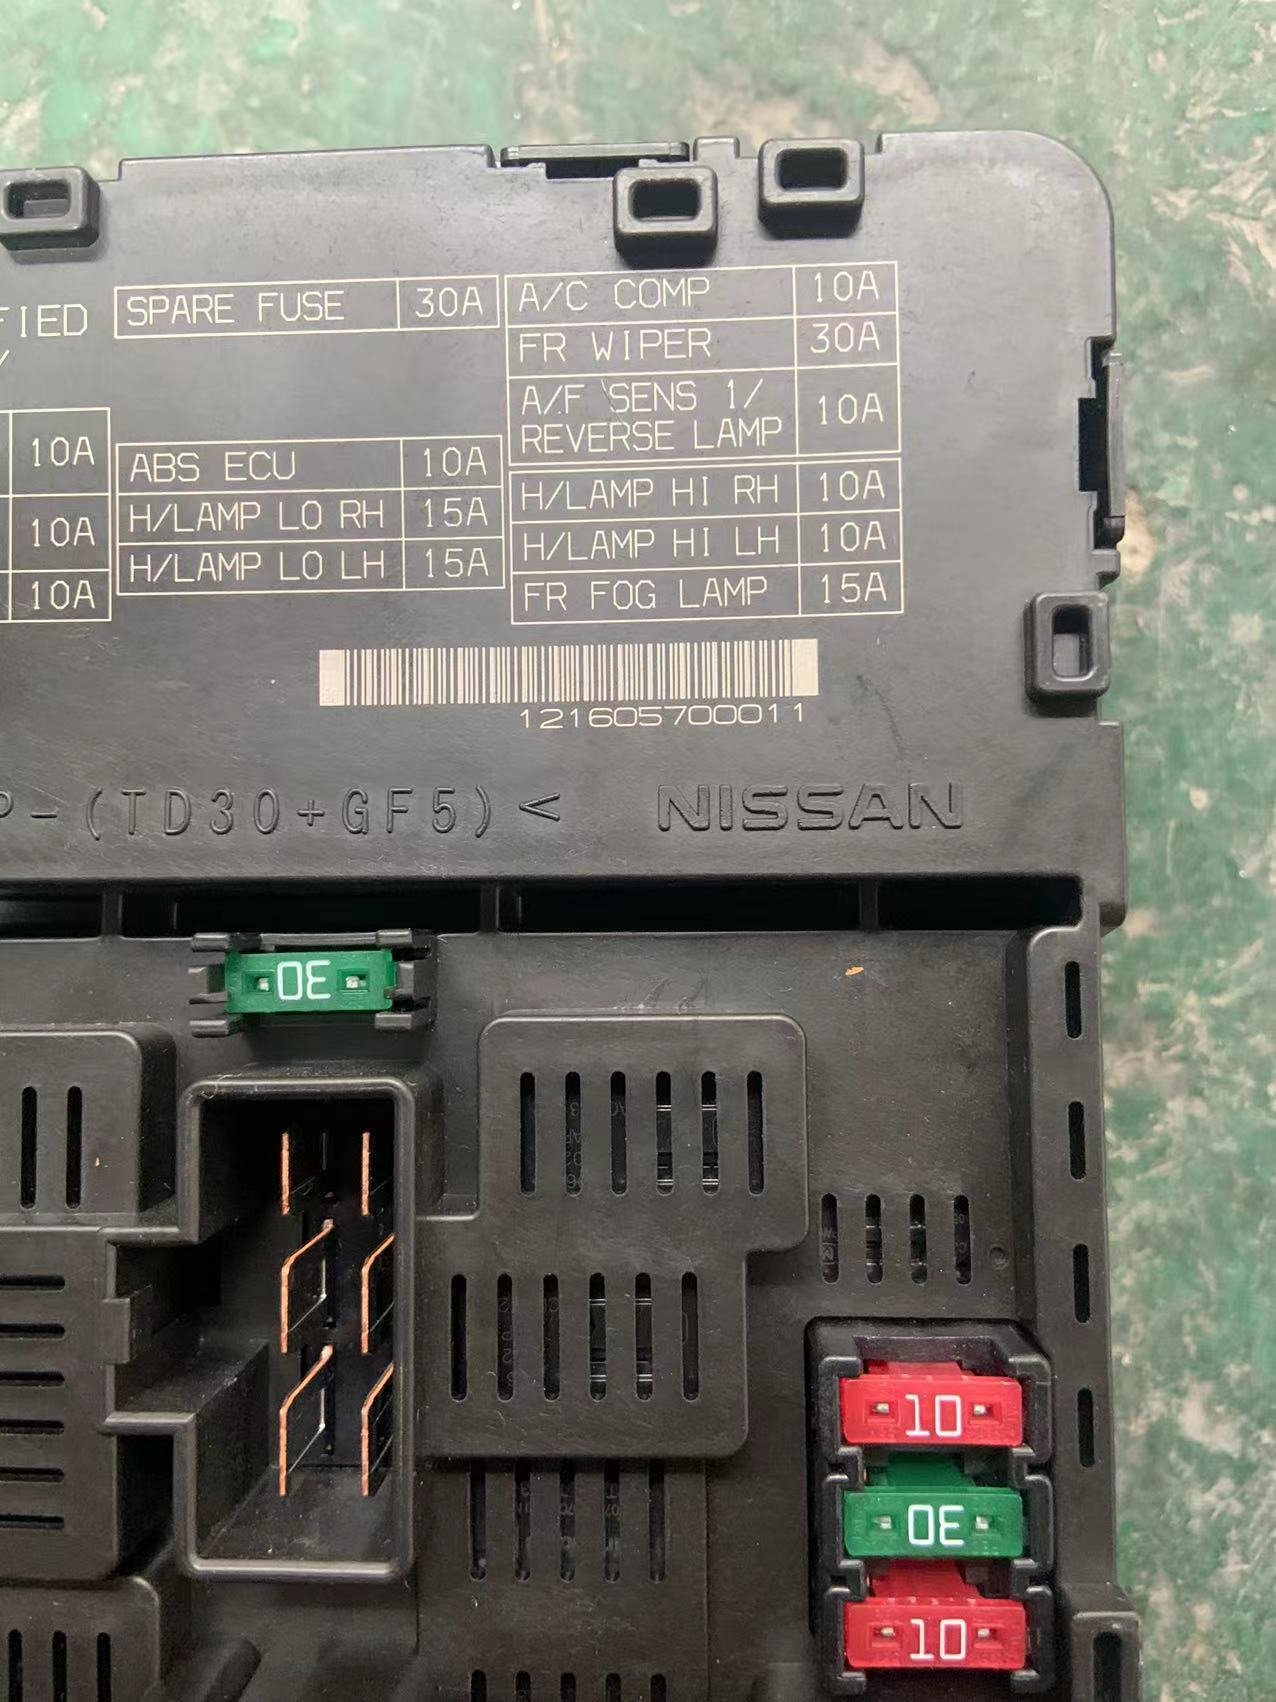 FIED
SPARE FUSE 30A
A/C COMP 10A
FR WIPER 30A
A/F SENS 1/
REVERSE LAMP 10A
10A
10A
10A
ABS ECU 10A
H/LAMP LO RH 15A
H/LAMP LO LH 15A
H/LAMP HI RH 10A
H/LAMP HI LH 10A
FR FOG LAMP 15A
121605700011
P-(TD30+GF5)<
NISSAN
30
10
30
10